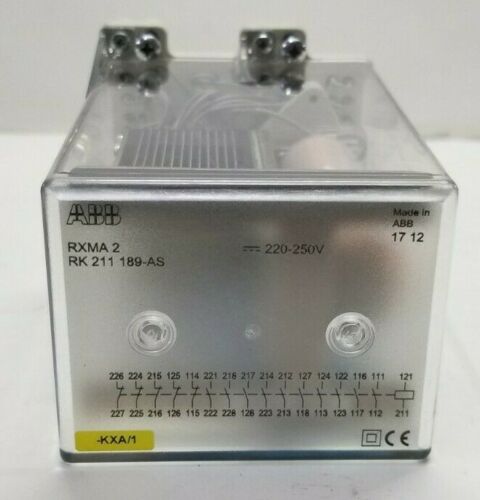 ABB
Made in
ABB
17 12
RXMA 2
RK 211 189-AS
220-250V
226 224 215 125 114 221 218 217 214 212 127 124 122 116 111 121
227 225 216 126 115 222 228 128 223 213 118 113 123 117 112 211
-KXA/1
CE